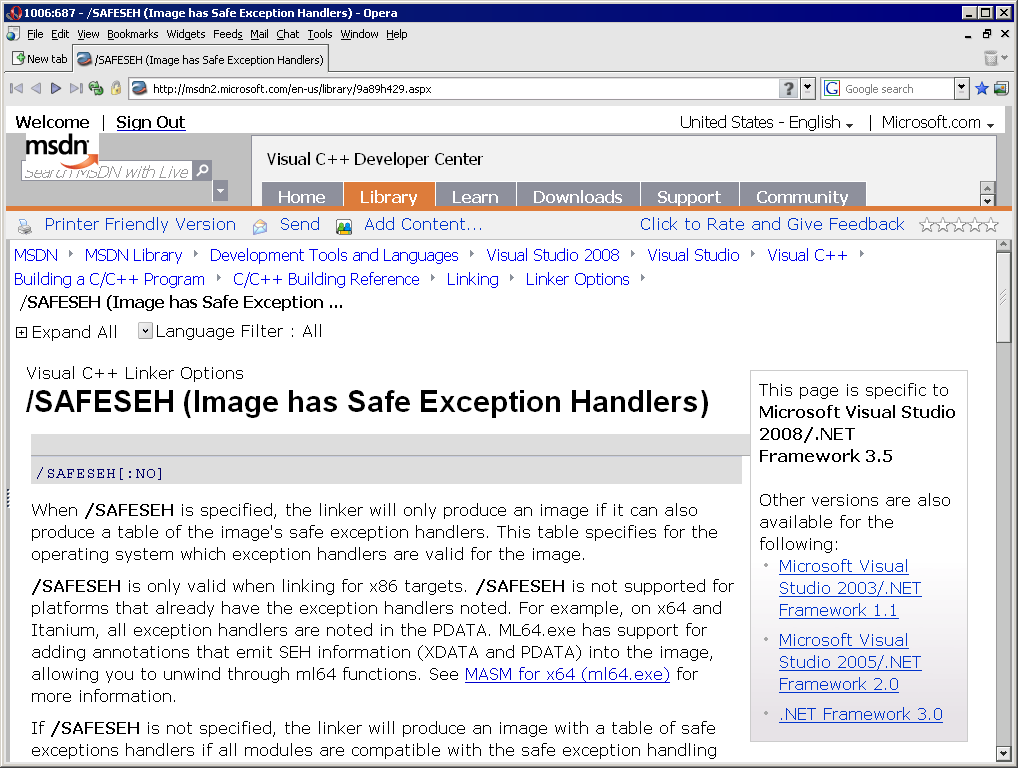 1006:687 - /SAFESEH (Image has Safe Exception Handlers) - Opera
File Edit View Bookmarks Widgets Feeds Mail Chat Tools Window Help
New tab /SAFESEH (Image has Safe Exception Handlers)
http://msdn2.microsoft.com/en-us/library/9a89h429.aspx ? G Google search
Welcome | Sign Out United States - English | Microsoft.com
msdn
Search MSDN with Live
Visual C++ Developer Center
Home Library Learn Downloads Support Community
Printer Friendly Version Send Add Content... Click to Rate and Give Feedback
MSDN MSDN Library Development Tools and Languages Visual Studio 2008 Visual Studio Visual C++
Building a C/C++ Program C/C++ Building Reference Linking Linker Options
/SAFESEH (Image has Safe Exception ...
Expand All Language Filter : All
Visual C++ Linker Options
/SAFESEH (Image has Safe Exception Handlers)
/SAFESEH[:NO]
When /SAFESEH is specified, the linker will only produce an image if it can also
produce a table of the image's safe exception handlers. This table specifies for the
operating system which exception handlers are valid for the image.
/SAFESEH is only valid when linking for x86 targets. /SAFESEH is not supported for
platforms that already have the exception handlers noted. For example, on x64 and
Itanium, all exception handlers are noted in the PDATA. ML64.exe has support for
adding annotations that emit SEH information (XDATA and PDATA) into the image,
allowing you to unwind through ml64 functions. See MASM for x64 (ml64.exe) for
more information.
If /SAFESEH is not specified, the linker will produce an image with a table of safe
exceptions handlers if all modules are compatible with the safe exception handling
This page is specific to
Microsoft Visual Studio
2008/.NET
Framework 3.5
Other versions are also
available for the
following:
Microsoft Visual
Studio 2003/.NET
Framework 1.1
Microsoft Visual
Studio 2005/.NET
Framework 2.0
.NET Framework 3.0